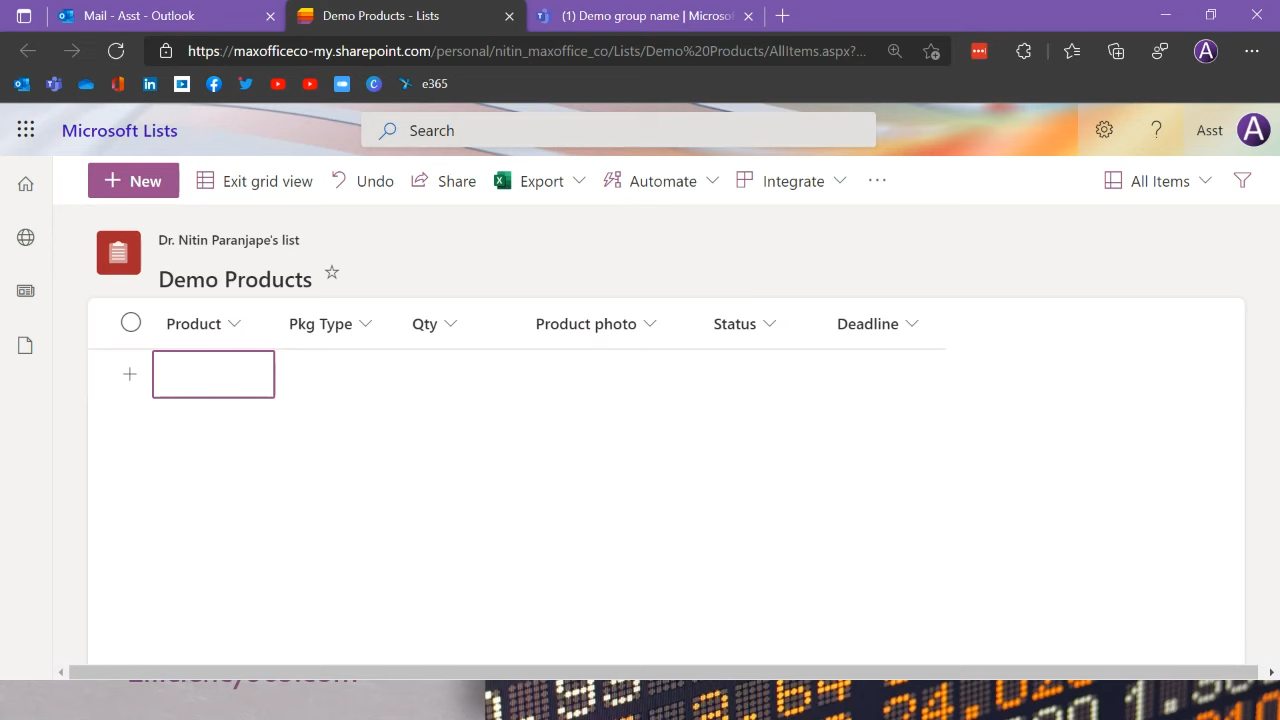 Mail - Asst - Outlook
Demo Products - Lists
(1) Demo group name | Microsof
https://maxofficeco-my.sharepoint.com/personal/nitin_maxoffice_co/Lists/Demo%20Products/AllItems.aspx?...
A
e365
Microsoft Lists
Search
Asst
A
New
Exit grid view
Undo
Share
Export
Automate
Integrate
All Items
Dr. Nitin Paranjape's list
Demo Products
Product
Pkg Type
Qty
Product photo
Status
Deadline